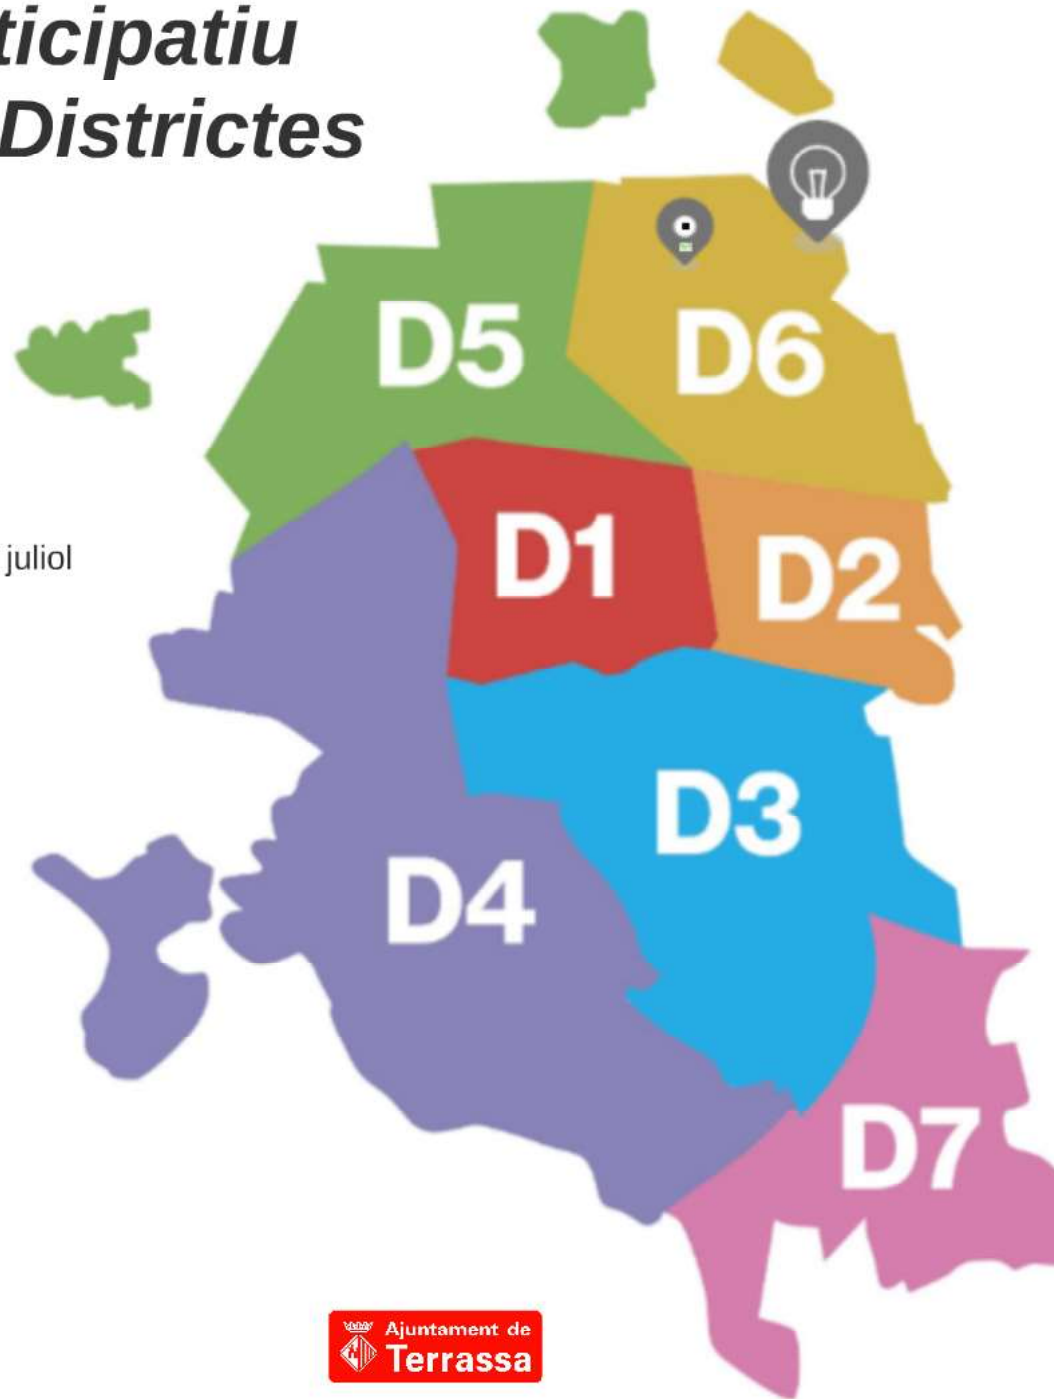 ticipatiu
Districtes
D5
D6
juliol
D1
D2
D3
D4
D7
Ajuntament de
Terrassa